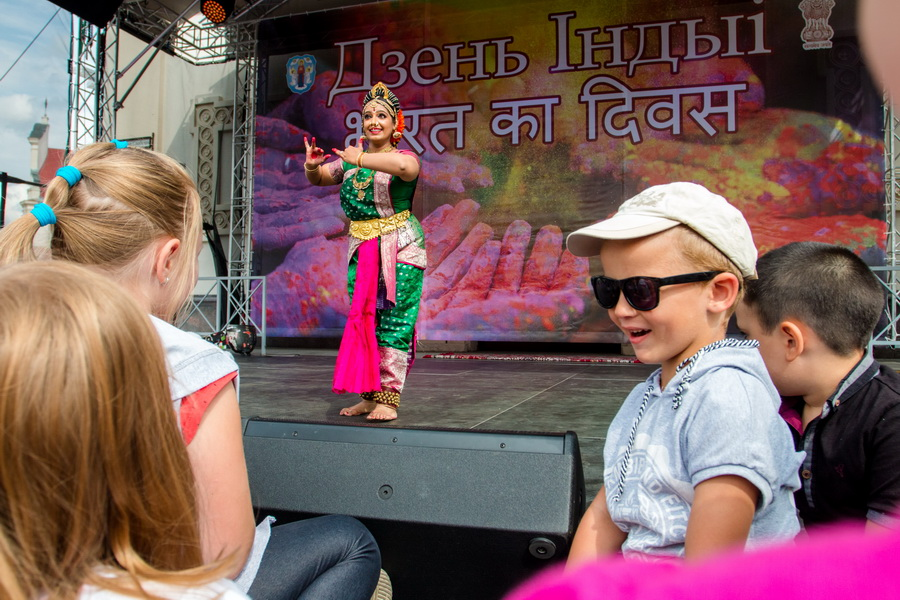 Дзень Індыі
भारत का दिवस